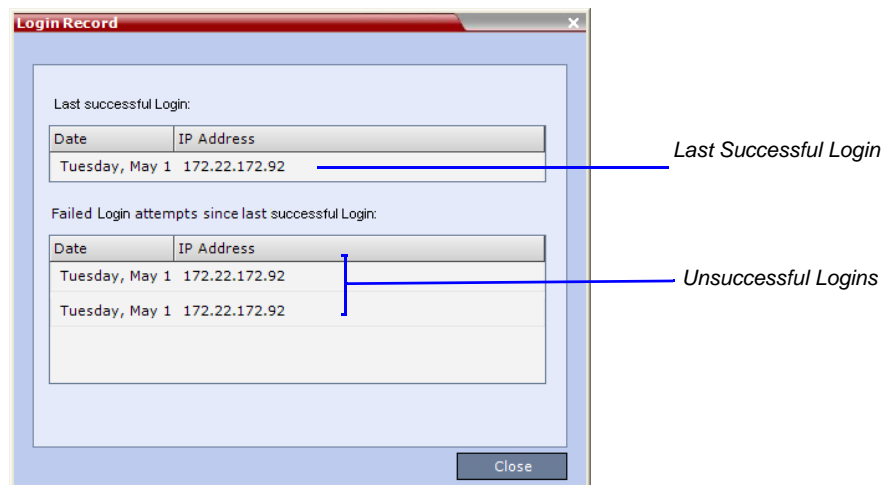 Login Record
Last successful Login:
Date IP Address
Tuesday, May 1 172.22.172.92
Last Successful Login
Failed Login attempts since last successful Login:
Date IP Address
Tuesday, May 1 172.22.172.92
Unsuccessful Logins
Tuesday, May 1 172.22.172.92
Close